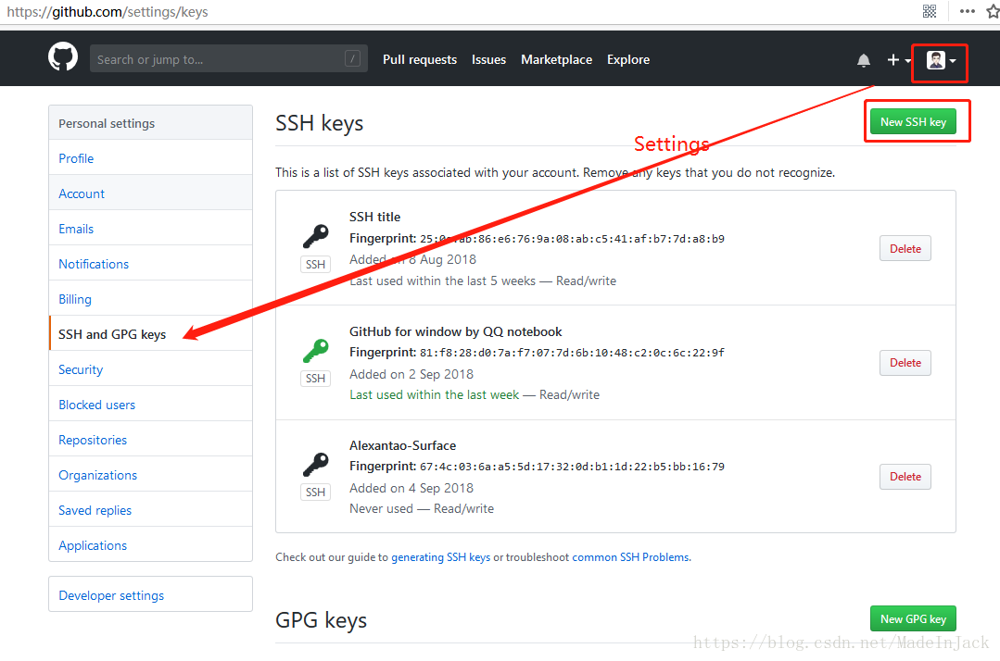 https://github.com/settings/keys
Search or jump to... /
Pull requests Issues Marketplace Explore
Personal settings
Profile
Account
Emails
Notifications
Billing
SSH and GPG keys
Security
Blocked users
Repositories
Organizations
Saved replies
Applications
Developer settings
SSH keys
New SSH key
Settings
This is a list of SSH keys associated with your account. Remove any keys that you do not recognize.
SSH title
Fingerprint: ab:86:e6:76:9a:08:ab:c5:41:af:b7:7d:a8:b9
Added on 8 Aug 2018
Last used within the last 5 weeks — Read/write
SSH
Delete
GitHub for window by QQ notebook
Fingerprint: 81:f8:28:d0:7a:f7:07:7d:6b:10:48:c2:0c:6c:22:9f
Added on 2 Sep 2018
Last used within the last week — Read/write
SSH
Delete
Alexantao-Surface
Fingerprint: 67:4c:03:6a:a5:5d:17:32:0d:b1:1d:22:b5:bb:16:79
Added on 4 Sep 2018
Never used — Read/write
SSH
Delete
Check out our guide to generating SSH keys or troubleshoot common SSH Problems.
GPG keys
New GPG key
https://blog.csdn.net/MadeInJack